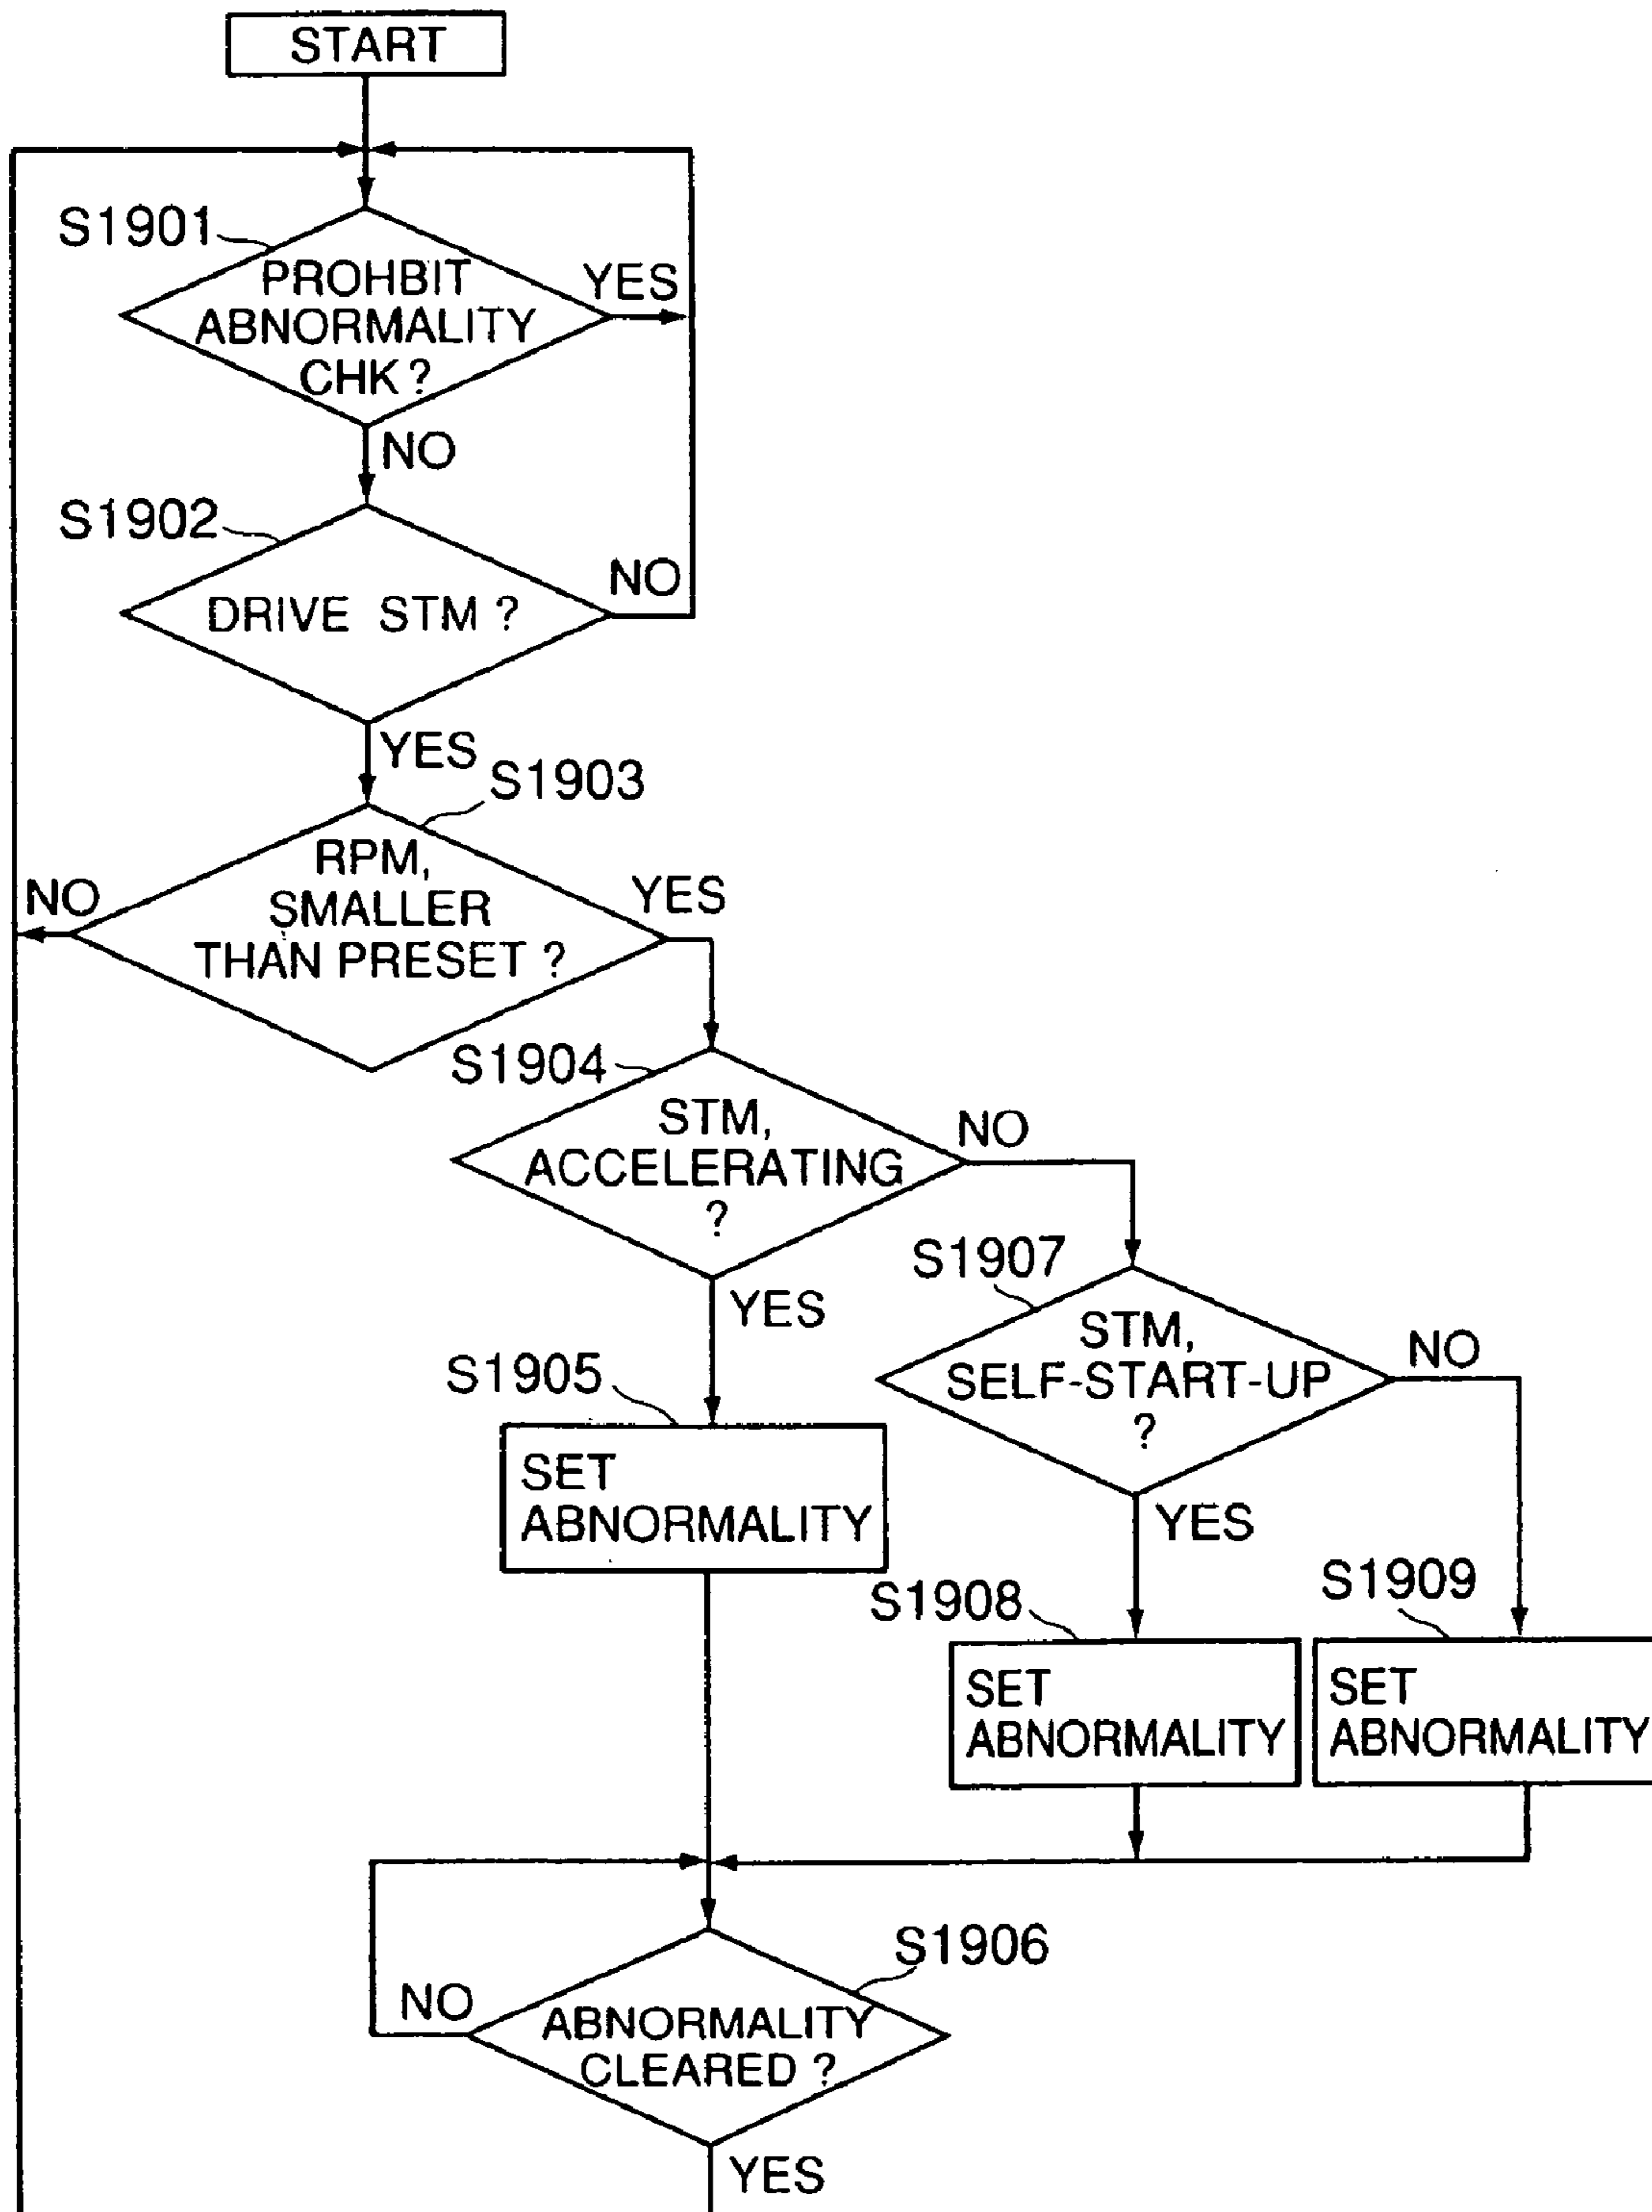 START
S1901
PROHBIT
ABNORMALITY
CHK ?
YES
NO
S1902
DRIVE STM ?
NO
YES
S1903
RPM,
SMALLER
THAN PRESET ?
NO
YES
S1904
STM,
ACCELERATING
?
NO
YES
S1907
STM,
SELF-START-UP
?
NO
YES
S1905
SET
ABNORMALITY
S1908
SET
ABNORMALITY
S1909
SET
ABNORMALITY
S1906
ABNORMALITY
CLEARED ?
NO
YES